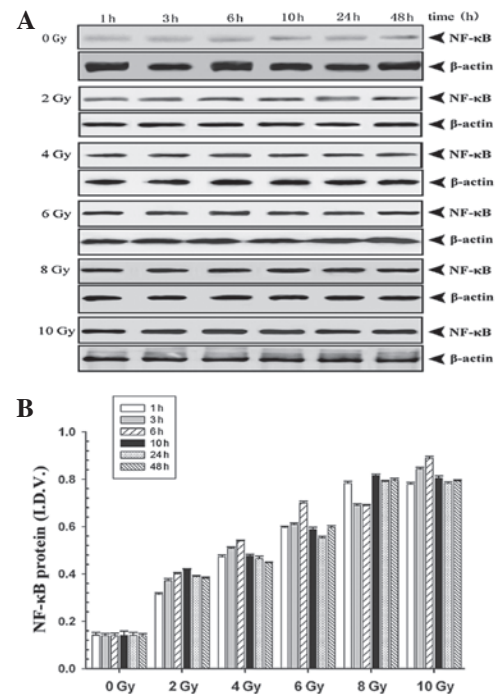 A
1 h 3 h 6 h 10 h 24 h 48 h time (h)
0 Gy NF-κB
β-actin
2 Gy NF-κB
β-actin
4 Gy NF-κB
β-actin
6 Gy NF-κB
β-actin
8 Gy NF-κB
β-actin
10 Gy NF-κB
β-actin
B
1 h
3 h
6 h
10 h
24 h
48 h
NF-κB protein (I.D.V.)
1.0
0.8
0.6
0.4
0.2
0.0
0 Gy 2 Gy 4 Gy 6 Gy 8 Gy 10 Gy